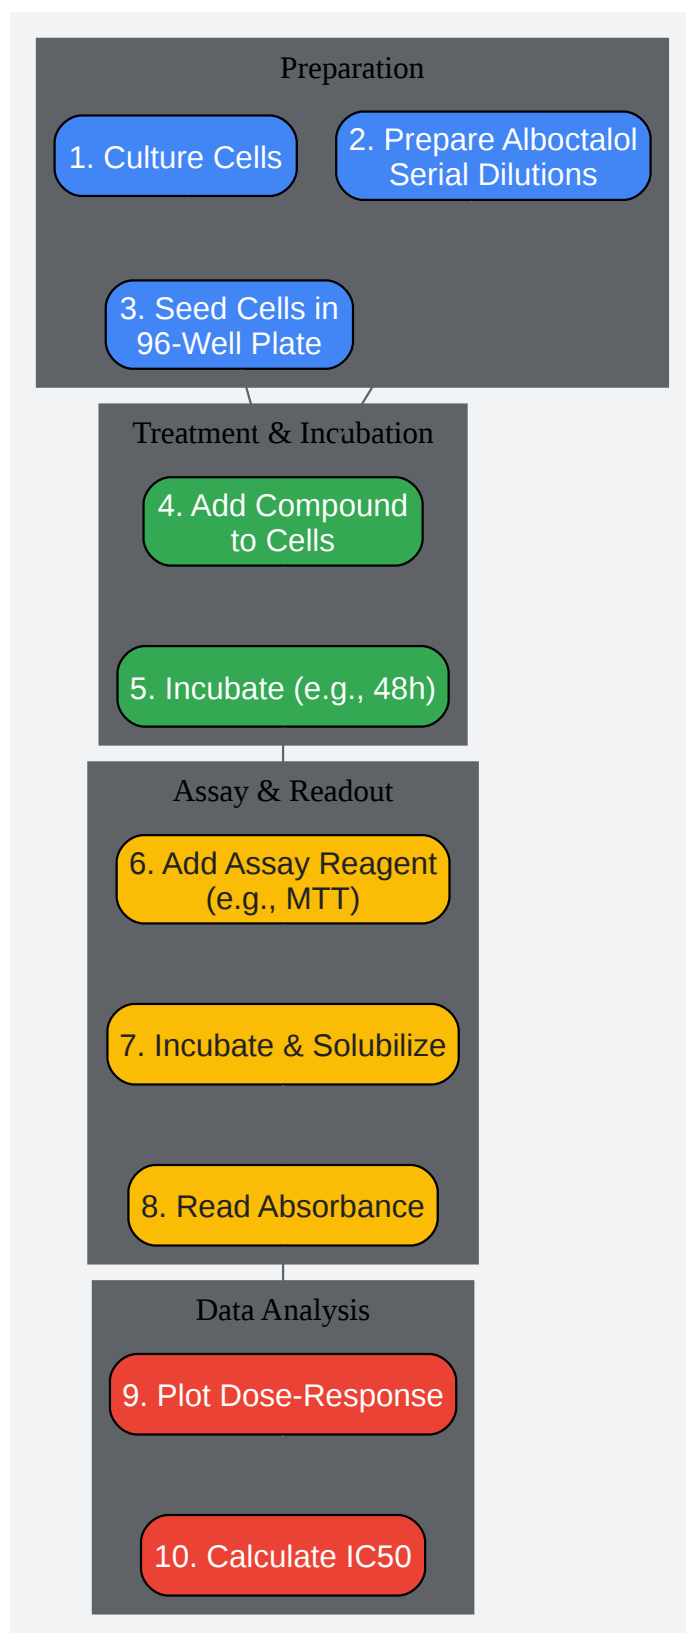 Preparation
1. Culture Cells
2. Prepare Alboctalol
Serial Dilutions
3. Seed Cells in
96-Well Plate
Treatment & Incubation
4. Add Compound
to Cells
5. Incubate (e.g., 48h)
Assay & Readout
6. Add Assay Reagent
(e.g., MTT)
7. Incubate & Solubilize
8. Read Absorbance
Data Analysis
9. Plot Dose-Response
10. Calculate IC50